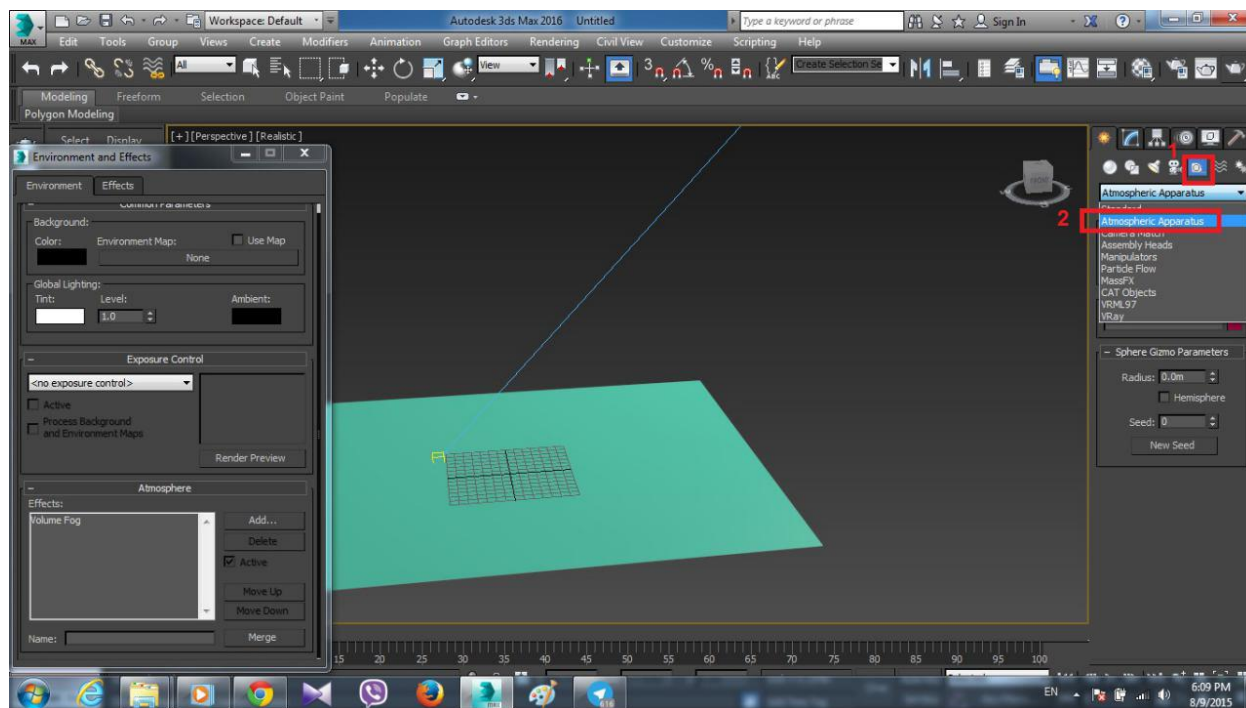 Workspace: Default
Autodesk 3ds Max 2016 Untitled
Type a keyword or phrase
Sign In
MAX
Edit Tools Group Views Create Modifiers Animation Graph Editors Rendering Civil View Customize Scripting Help
All
View
3
Create Selection Se
Modeling Freeform Selection Object Paint Populate
Polygon Modeling
Select Display
[+] [Perspective] [Realistic]
Environment and Effects
Environment Effects
Common Parameters
Background:
Color: Environment Map: Use Map
None
Global Lighting:
Tint: Level: Ambient:
1.0
Exposure Control
<no exposure control>
Active
Process Background
and Environment Maps
Render Preview
Atmosphere
Effects:
Volume Fog
Add...
Delete
Active
Move Up
Move Down
Name:
Merge
1
Atmospheric Apparatus
Standard
2
Atmospheric Apparatus
Camera Match
Assembly Heads
Manipulators
Particle Flow
MassFX
CAT Objects
VRML97
VRay
Sphere Gizmo Parameters
Radius: 0.0m
Hemisphere
Seed: 0
New Seed
15 20 25 30 35 40 45 50 55 60 65 70 75 80 85 90 95 100
EN
6:09 PM
8/9/2015